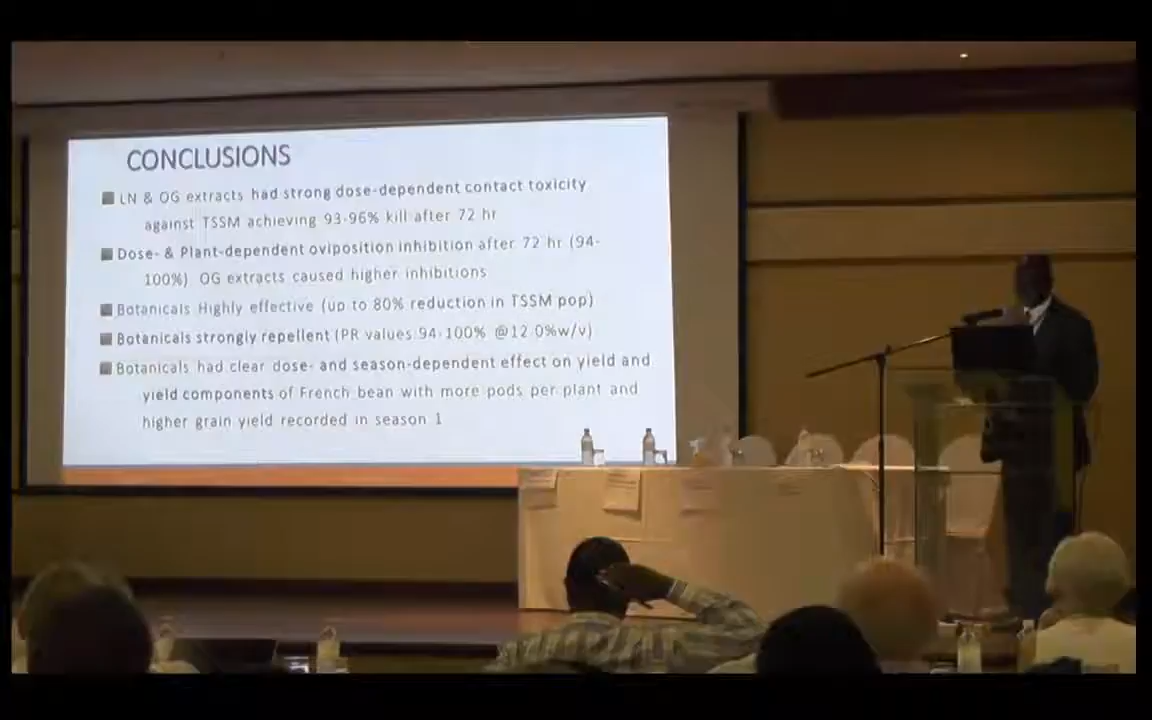 CONCLUSIONS
LN & OG extracts had strong dose-dependent contact toxicity
against TSSM achieving 93-96% kill after 72 hr
Dose- & Plant-dependent oviposition inhibition after 72 hr (94-
100%) OG extracts caused higher inhibitions
Botanicals Highly effective (up to 80% reduction in TSSM pop)
Botanicals strongly repellent (PR values 94-100% @12.0%w/v)
Botanicals had clear dose- and season-dependent effect on yield and
yield components of French bean with more pods per plant and
higher grain yield recorded in season 1